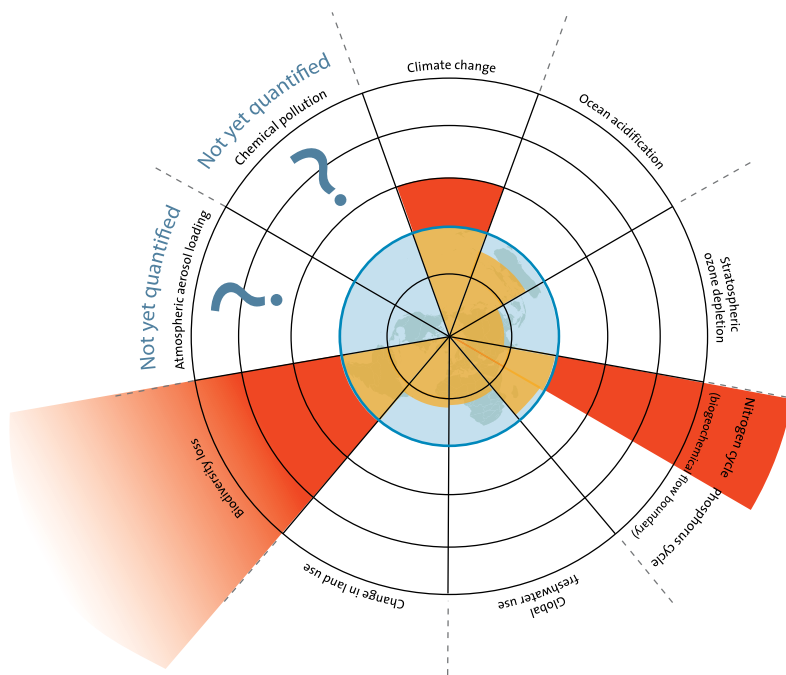 Climate change
Ocean acidification
Stratospheric
ozone depletion
Nitrogen cycle
(biogeochemical flow boundary)
Phosphorus cycle
Global
freshwater use
Change in land use
Biodiversity loss
Atmospheric aerosol loading
Not yet quantified
?
Chemical pollution
Not yet quantified
?